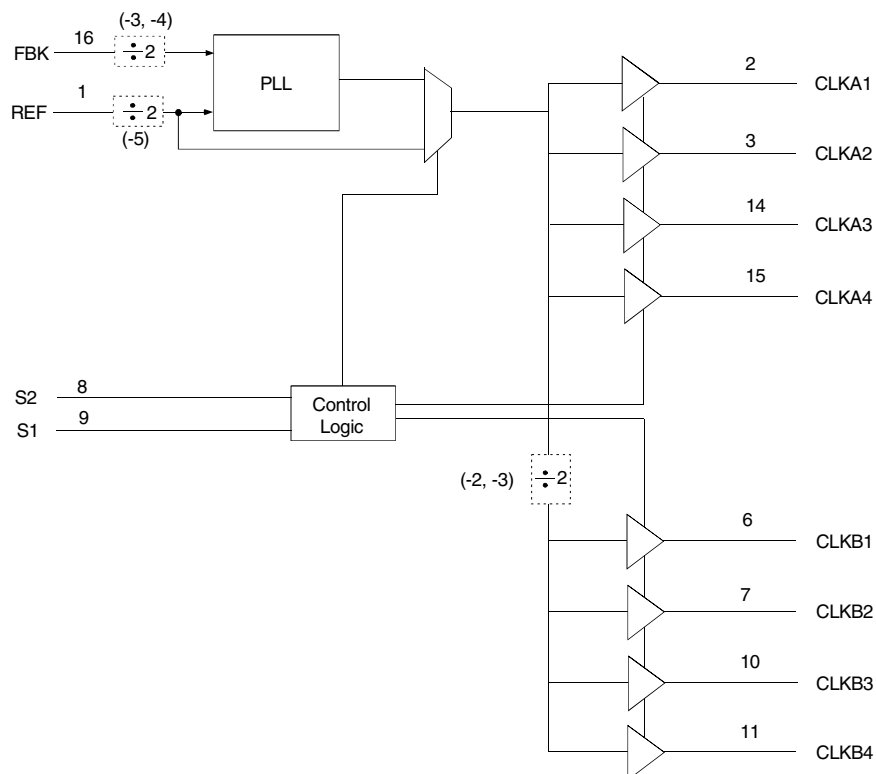 (-3, -4)
FBK 16 ÷2
PLL
REF 1 ÷2
(-5)
2 CLKA1
3 CLKA2
14 CLKA3
15 CLKA4
S2 8
S1 9
Control
Logic
(-2, -3) ÷2
6 CLKB1
7 CLKB2
10 CLKB3
11 CLKB4